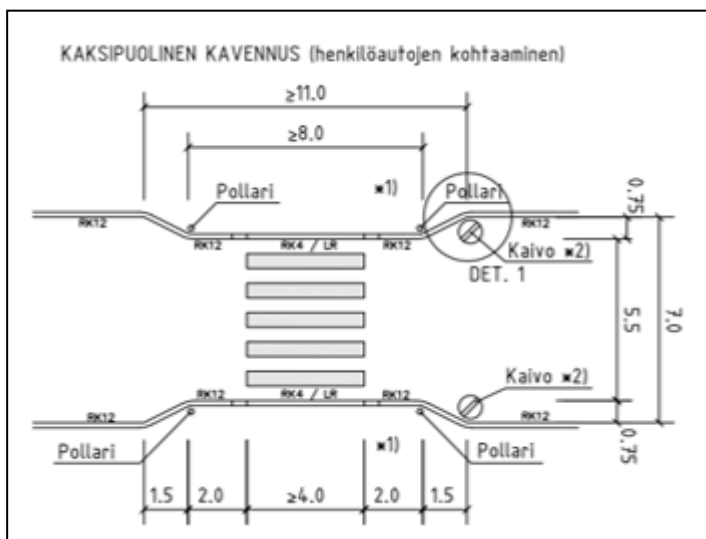 KAKSIPUOLINEN KAVENNUS (henkilöautojen kohtaaminen)
≥11.0
≥8.0
Pollari
*1)
Pollari
0.75
RK12
RK12
RK12
RK4 / LR
RK12
Kaivo *2)
DET. 1
5.5
7.0
Kaivo *2)
RK12
RK12
RK4 / LR
RK12
RK12
Pollari
*1)
Pollari
0.75
1.5
2.0
≥4.0
2.0
1.5